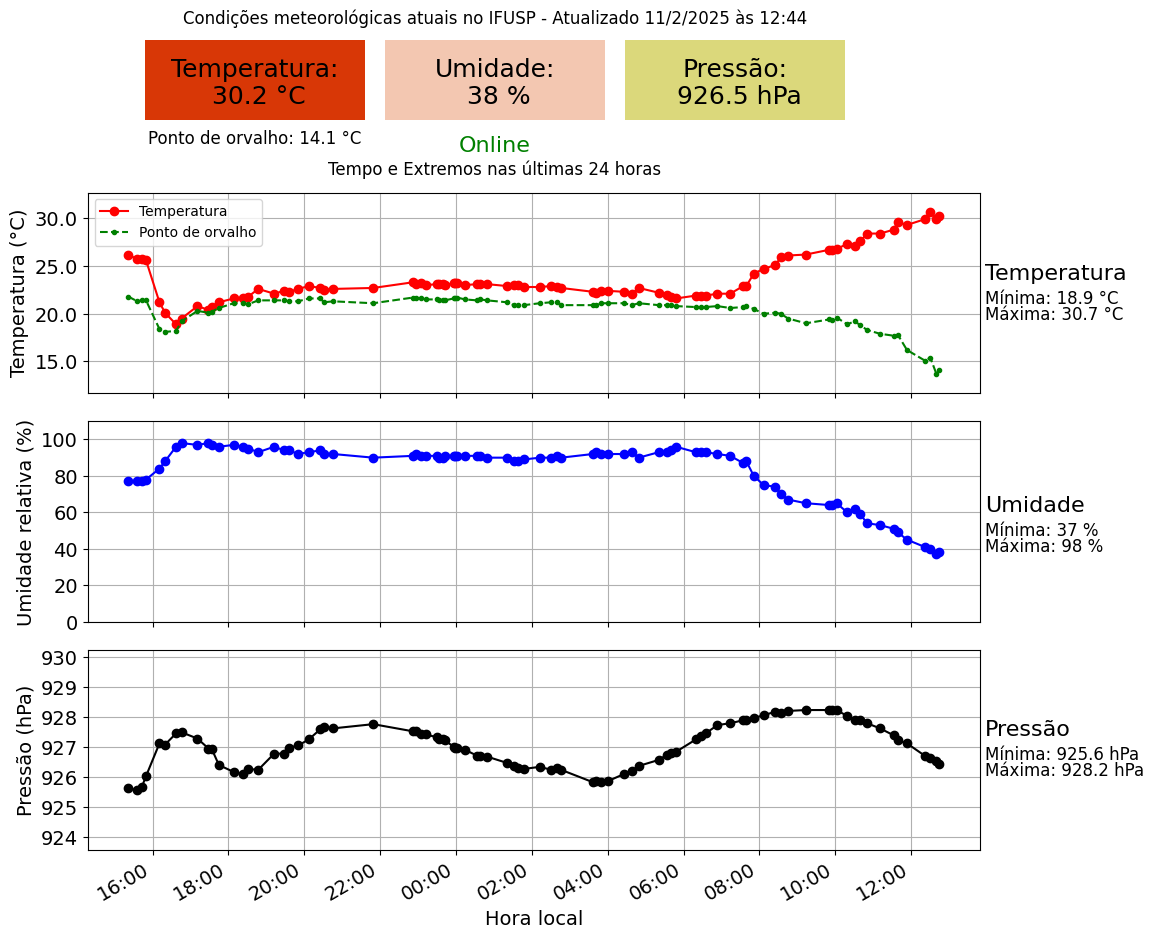 Condições meteorológicas atuais no IFUSP - Atualizado 11/2/2025 às 12:44
Temperatura:
30.2 °C
Umidade:
38 %
Pressão:
926.5 hPa
Ponto de orvalho: 14.1 °C
Online
Tempo e Extremos nas últimas 24 horas
Temperatura (°C)
30.0
25.0
20.0
15.0
Temperatura
Ponto de orvalho
Temperatura
Mínima: 18.9 °C
Máxima: 30.7 °C
Umidade relativa (%)
100
80
60
40
20
0
Umidade
Mínima: 37 %
Máxima: 98 %
Pressão (hPa)
930
929
928
927
926
925
924
Pressão
Mínima: 925.6 hPa
Máxima: 928.2 hPa
16:00
18:00
20:00
22:00
00:00
02:00
04:00
06:00
08:00
10:00
12:00
Hora local